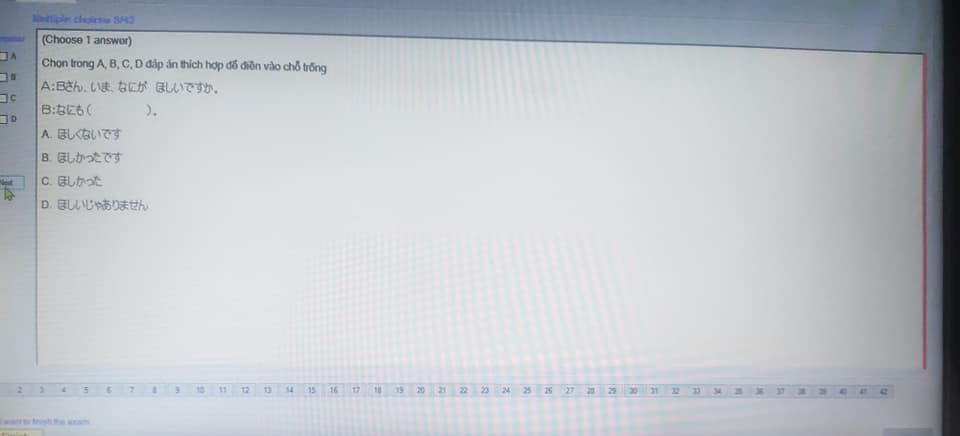 Multiple choices 3/42
(Choose 1 answer)
Chọn trong A, B, C, D đáp án thích hợp để điền vào chỗ trống
A:Bさん、いま、なにが ほしいですか。
B:なにも( )。
A. ほしくないです
B. ほしかったです
C. ほしかった
D. ほしいじゃありません
A
B
C
D
Next
2 3 4 5 6 7 8 9 10 11 12 13 14 15 16 17 18 19 20 21 22 23 24 25 26 27 28 29 30 31 32 33 34 35 36 37 38 39 40 41 42
I want to finish the exam